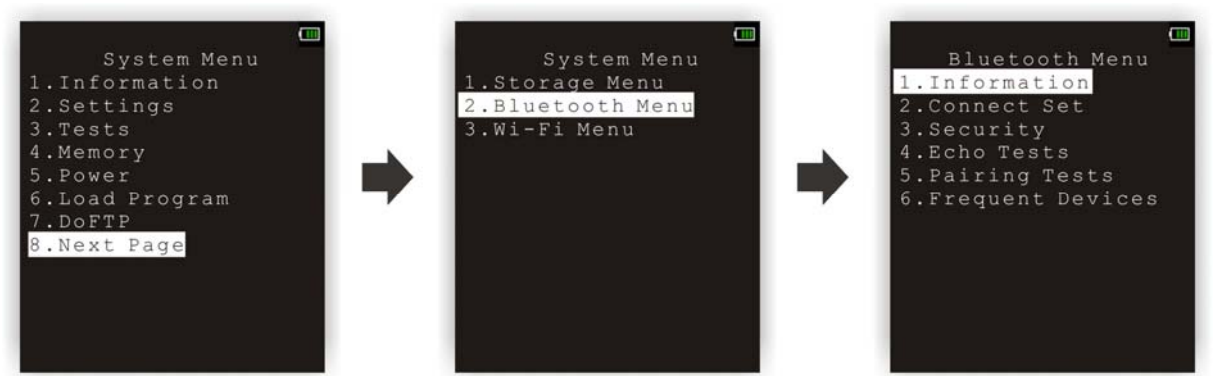 System Menu
1.Information
2.Settings
3.Tests
4.Memory
5.Power
6.Load Program
7.DoFTP
8.Next Page
System Menu
1.Storage Menu
2.Bluetooth Menu
3.Wi-Fi Menu
Bluetooth Menu
1.Information
2.Connect Set
3.Security
4.Echo Tests
5.Pairing Tests
6.Frequent Devices